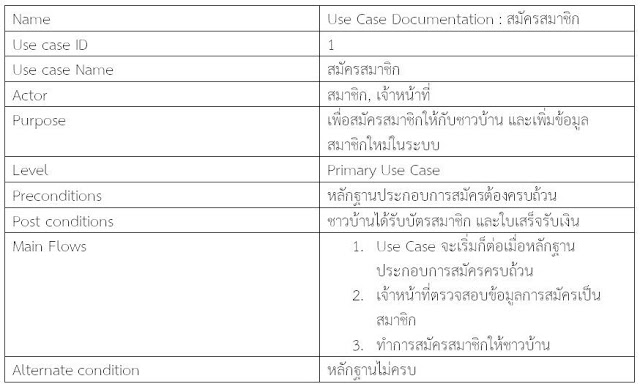 Name Use Case Documentation : สมัครสมาชิก
Use case ID 1
Use case Name สมัครสมาชิก
Actor สมาชิก, เจ้าหน้าที่
Purpose เพื่อสมัครสมาชิกให้กับชาวบ้าน และเพิ่มข้อมูล
สมาชิกใหม่ในระบบ
Level Primary Use Case
Preconditions หลักฐานประกอบการสมัครต้องครบถ้วน
Post conditions ชาวบ้านได้รับบัตรสมาชิก และใบเสร็จรับเงิน
Main Flows 1. Use Case จะเริ่มก็ต่อเมื่อหลักฐาน
ประกอบการสมัครครบถ้วน
2. เจ้าหน้าที่ตรวจสอบข้อมูลการสมัครเป็น
สมาชิก
3. ทำการสมัครสมาชิกให้ชาวบ้าน
Alternate condition หลักฐานไม่ครบ